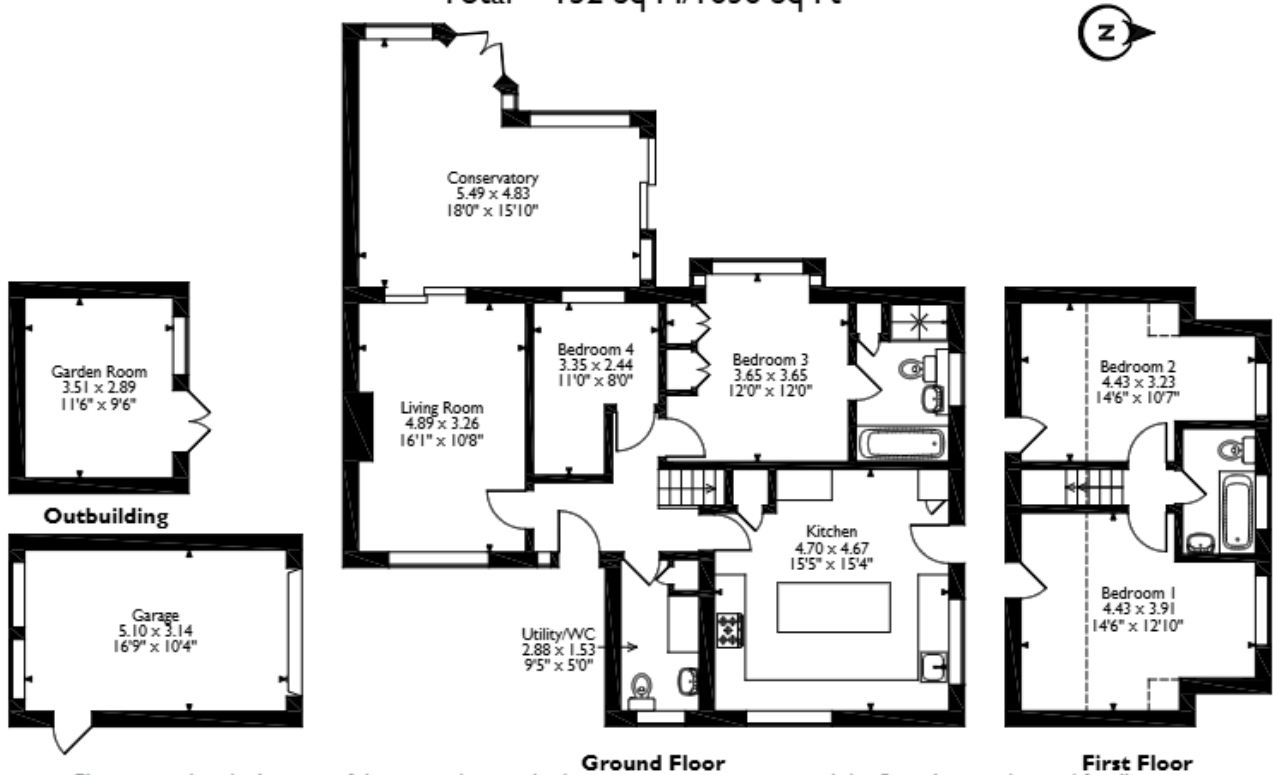 N
Conservatory
5.49 x 4.83
18'0" x 15'10"
Garden Room
3.51 x 2.89
11'6" x 9'6"
Outbuilding
Living Room
4.89 x 3.26
16'1" x 10'8"
Bedroom 4
3.35 x 2.44
11'0" x 8'0"
Bedroom 3
3.65 x 3.65
12'0" x 12'0"
Bedroom 2
4.43 x 3.23
14'6" x 10'7"
Garage
5.10 x 3.14
16'9" x 10'4"
Utility/WC
2.88 x 1.53
9'5" x 5'0"
Kitchen
4.70 x 4.67
15'5" x 15'4"
Bedroom 1
4.43 x 3.91
14'6" x 12'10"
Ground Floor
First Floor